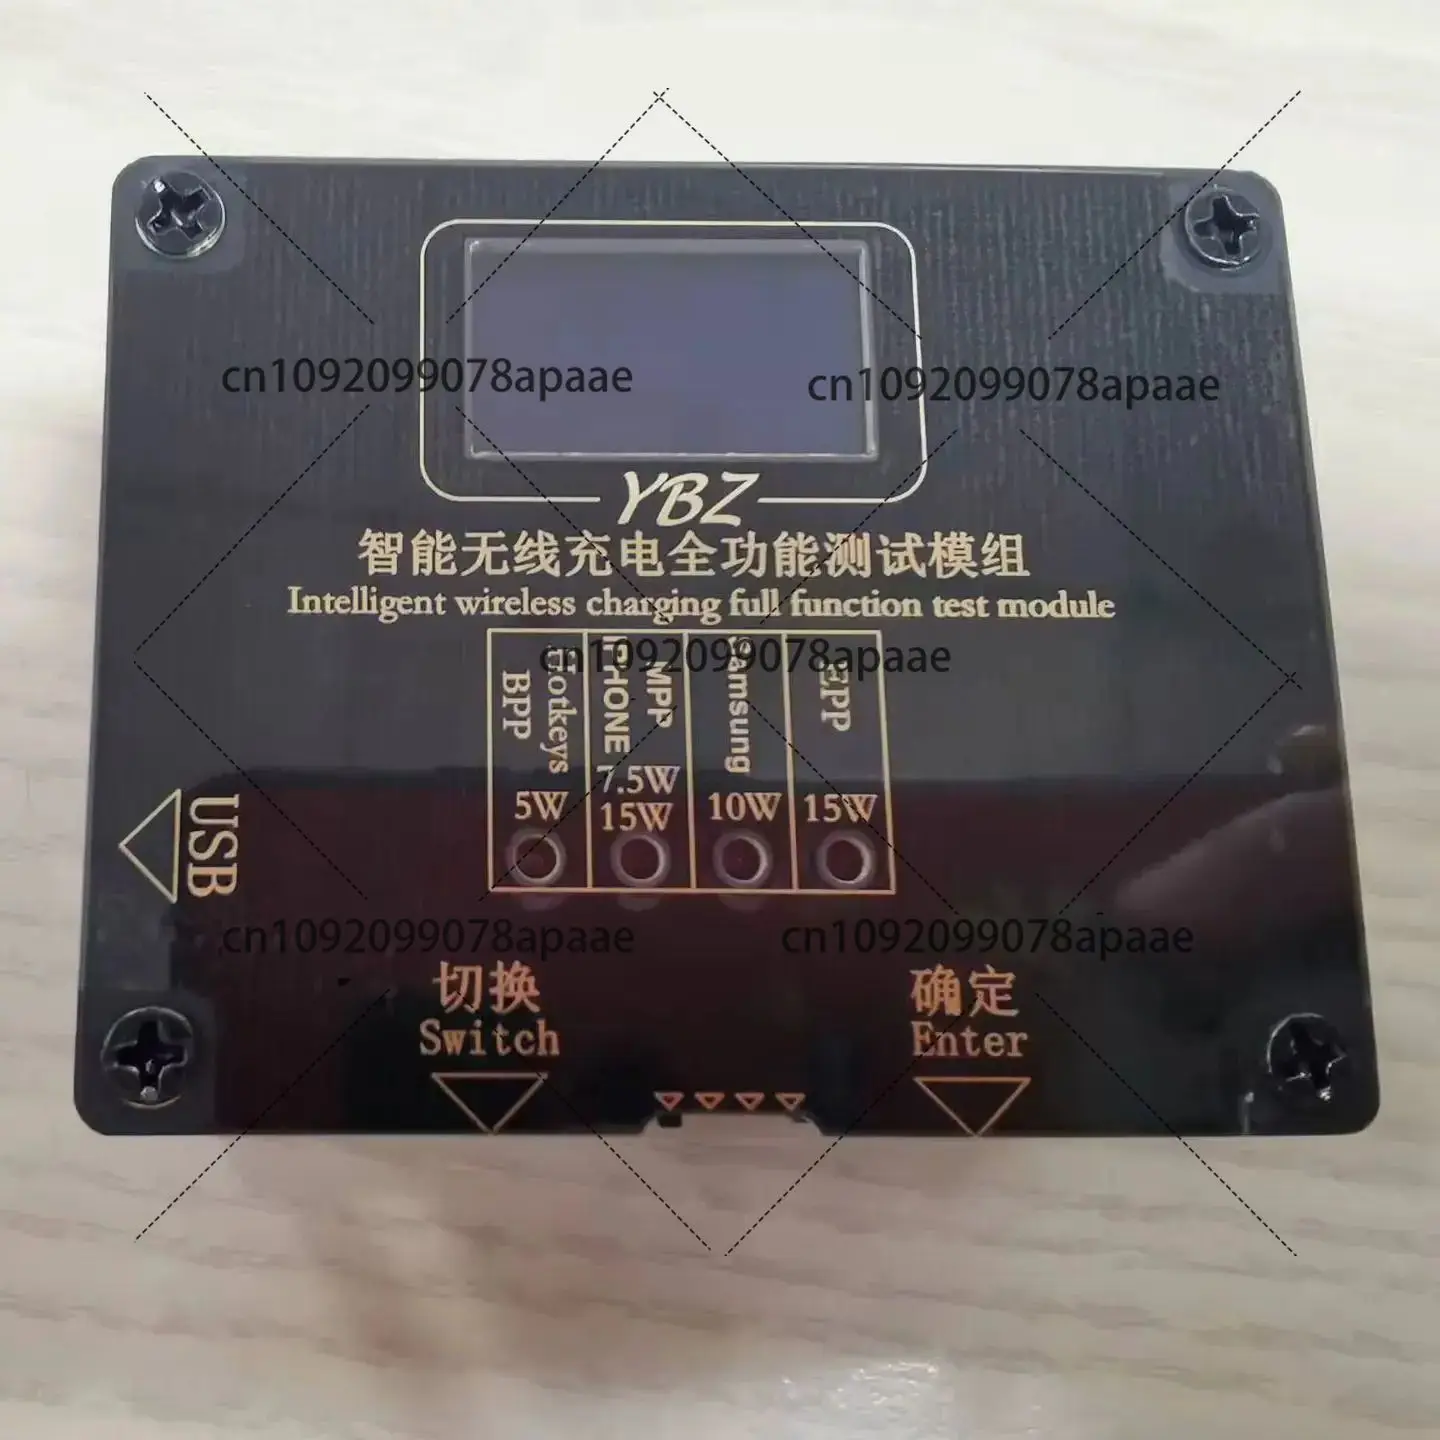 cn1092099078apaae
cn1092099078apaae
YBZ
智能无线充电全功能测试模组
Intelligent wireless charging full function test module
cn1092099078apaae
BPP
Hotkeys
5W
IPHONE
MPP
7.5W
15W
Samsung
10W
EPP
15W
USB
cn1092099078apaae
cn1092099078apaae
切换
Switch
确定
Enter